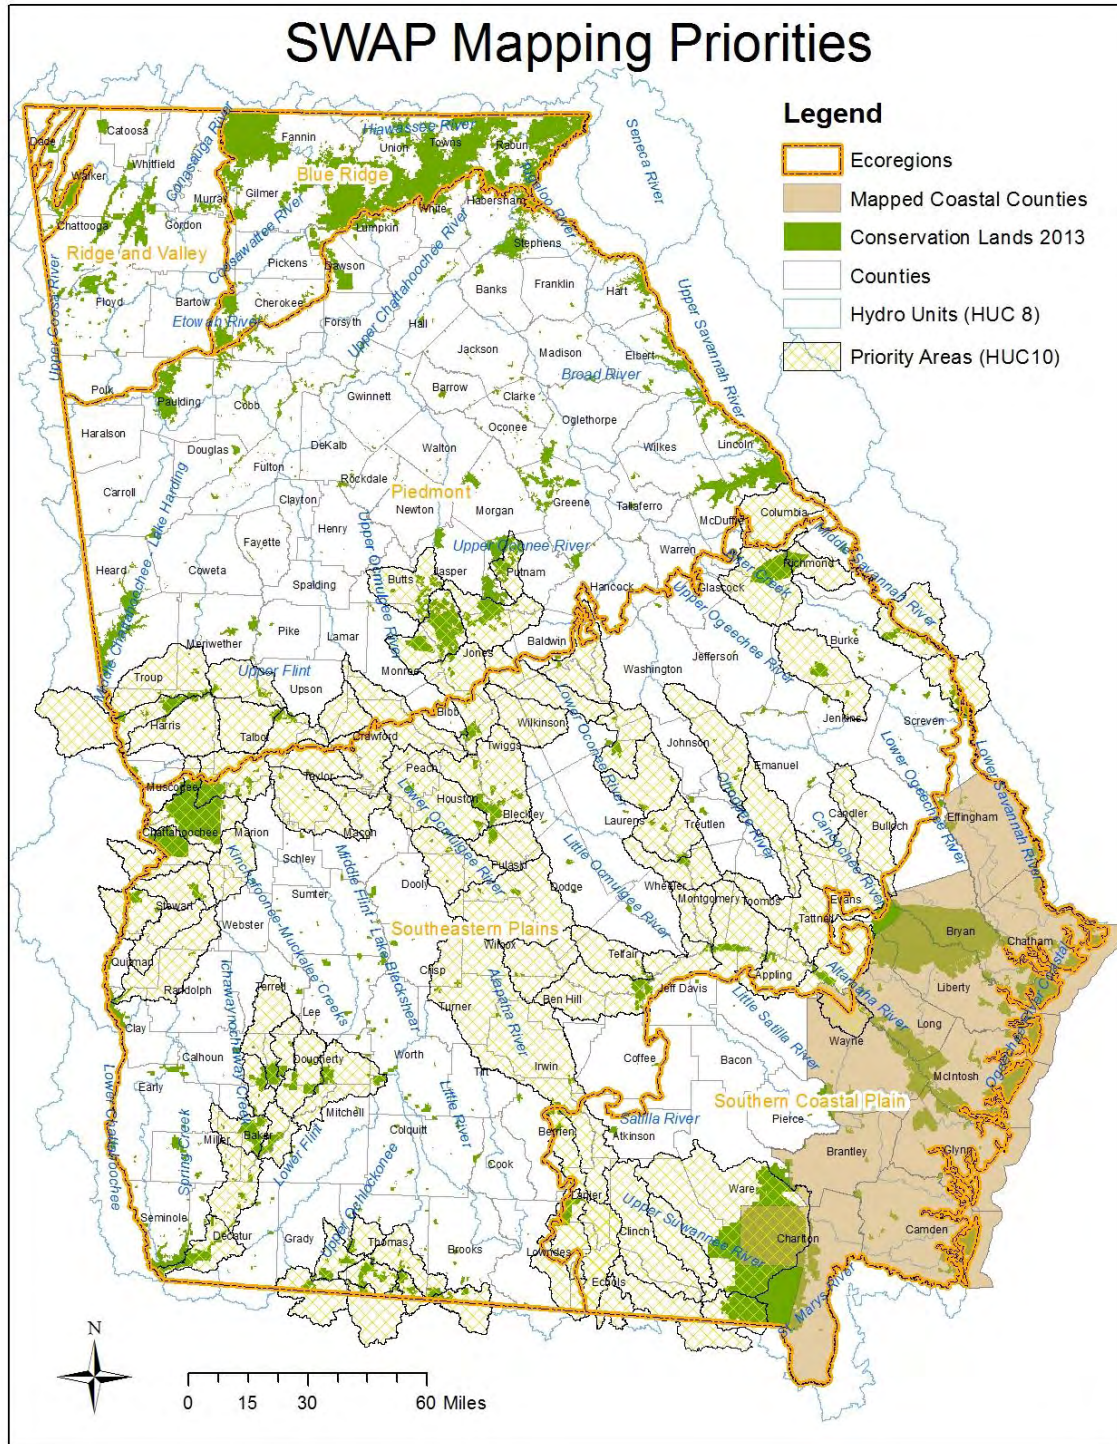 SWAP Mapping Priorities
Legend
Ecoregions
Mapped Coastal Counties
Conservation Lands 2013
Counties
Hydro Units (HUC 8)
Priority Areas (HUC10)
Seneca River
Dade
Catoosa
Conasauga River
Fannin
Hiawassee River
Union
Towns
Rabun
Whitfield
Walker
Murray
Gilmer
Blue Ridge
White
Habersham
Tugaloo River
Chattooga
Gordon
Lumpkin
Stephens
Ridge and Valley
Coosawattee River
Pickens
Dawson
Upper Chattahoochee River
Banks
Franklin
Hart
Upper Coosa River
Floyd
Bartow
Cherokee
Etowah River
Forsyth
Hall
Upper Savannah River
Jackson
Madison
Elbert
Broad River
Polk
Paulding
Cobb
Gwinnett
Barrow
Clarke
Oconee
Oglethorpe
Haralson
Douglas
DeKalb
Walton
Wilkes
Lincoln
Fulton
Rockdale
Carroll
Clayton
Piedmont
Newton
Morgan
Greene
Taliaferro
McDuffie
Columbia
Henry
Fayette
Upper Ocmulgee River
Upper Oconee River
Warren
Middle Savannah River
Heard
Coweta
Spalding
Butts
Jasper
Putnam
Hancock
Glascock
Brier Creek
Richmond
Middle Chattahoochee - Lake Harding
Pike
Lamar
Meriwether
Monroe
Jones
Baldwin
Upper Ogeechee River
Burke
Troup
Upper Flint
Upson
Washington
Jefferson
Harris
Talbot
Bibb
Crawford
Wilkinson
Lower Oconee River
Jenkins
Screven
Twiggs
Johnson
Emanuel
Lower Ogeechee River
Lower Savannah River
Muscogee
Taylor
Peach
Houston
Bleckley
Lower Ocmulgee River
Laurens
Treutlen
Ohoopee River
Candler
Bulloch
Effingham
Chattahoochee
Marion
Macon
Kinchafoonee-Muckalee Creeks
Schley
Middle Flint - Lake Blackshear
Dooly
Pulaski
Dodge
Little Ocmulgee River
Wheeler
Montgomery
Toombs
Canoochee River
Evans
Tattnall
Stewart
Webster
Sumter
Southeastern Plains
Wilcox
Telfair
Bryan
Chatham
Quitman
Randolph
Ichawaynochaway Creek
Terrell
Lee
Crisp
Turner
Alapaha River
Ben Hill
Jeff Davis
Appling
Altamaha River
Liberty
Ogeechee River Coastal
Clay
Calhoun
Dougherty
Worth
Tift
Irwin
Coffee
Little Satilla River
Bacon
Long
Wayne
McIntosh
Early
Lower Chattahoochee
Spring Creek
Miller
Baker
Mitchell
Lower Flint
Colquitt
Little River
Cook
Berrien
Satilla River
Atkinson
Southern Coastal Plain
Pierce
Brantley
Glynn
Seminole
Decatur
Grady
Upper Ochlockonee
Thomas
Brooks
Lanier
Lowndes
Clinch
Echols
Ware
Upper Suwannee River
Charlton
Camden
St. Marys River
N
0 15 30 60 Miles